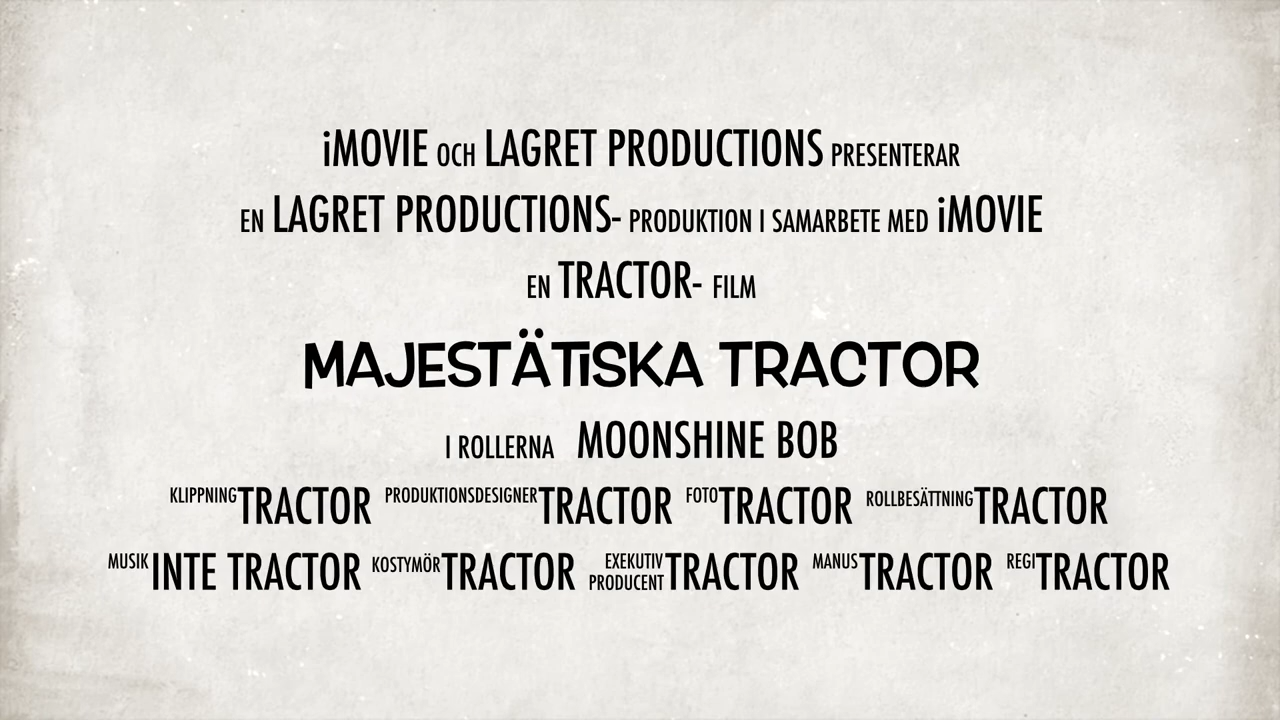 iMOVIE OCH LAGRET PRODUCTIONS PRESENTERAR
EN LAGRET PRODUCTIONS- PRODUKTION I SAMARBETE MED iMOVIE
EN TRACTOR- FILM
MAJESTÄTiSKA TRACTOR
I ROLLERNA MOONSHINE BOB
KLIPPNING TRACTOR PRODUKTIONSDESIGNER TRACTOR FOTO TRACTOR ROLLBESÄTTNING TRACTOR
MUSIK INTE TRACTOR KOSTYMÖR TRACTOR EXEKUTIV PRODUCENT TRACTOR MANUS TRACTOR REGI TRACTOR